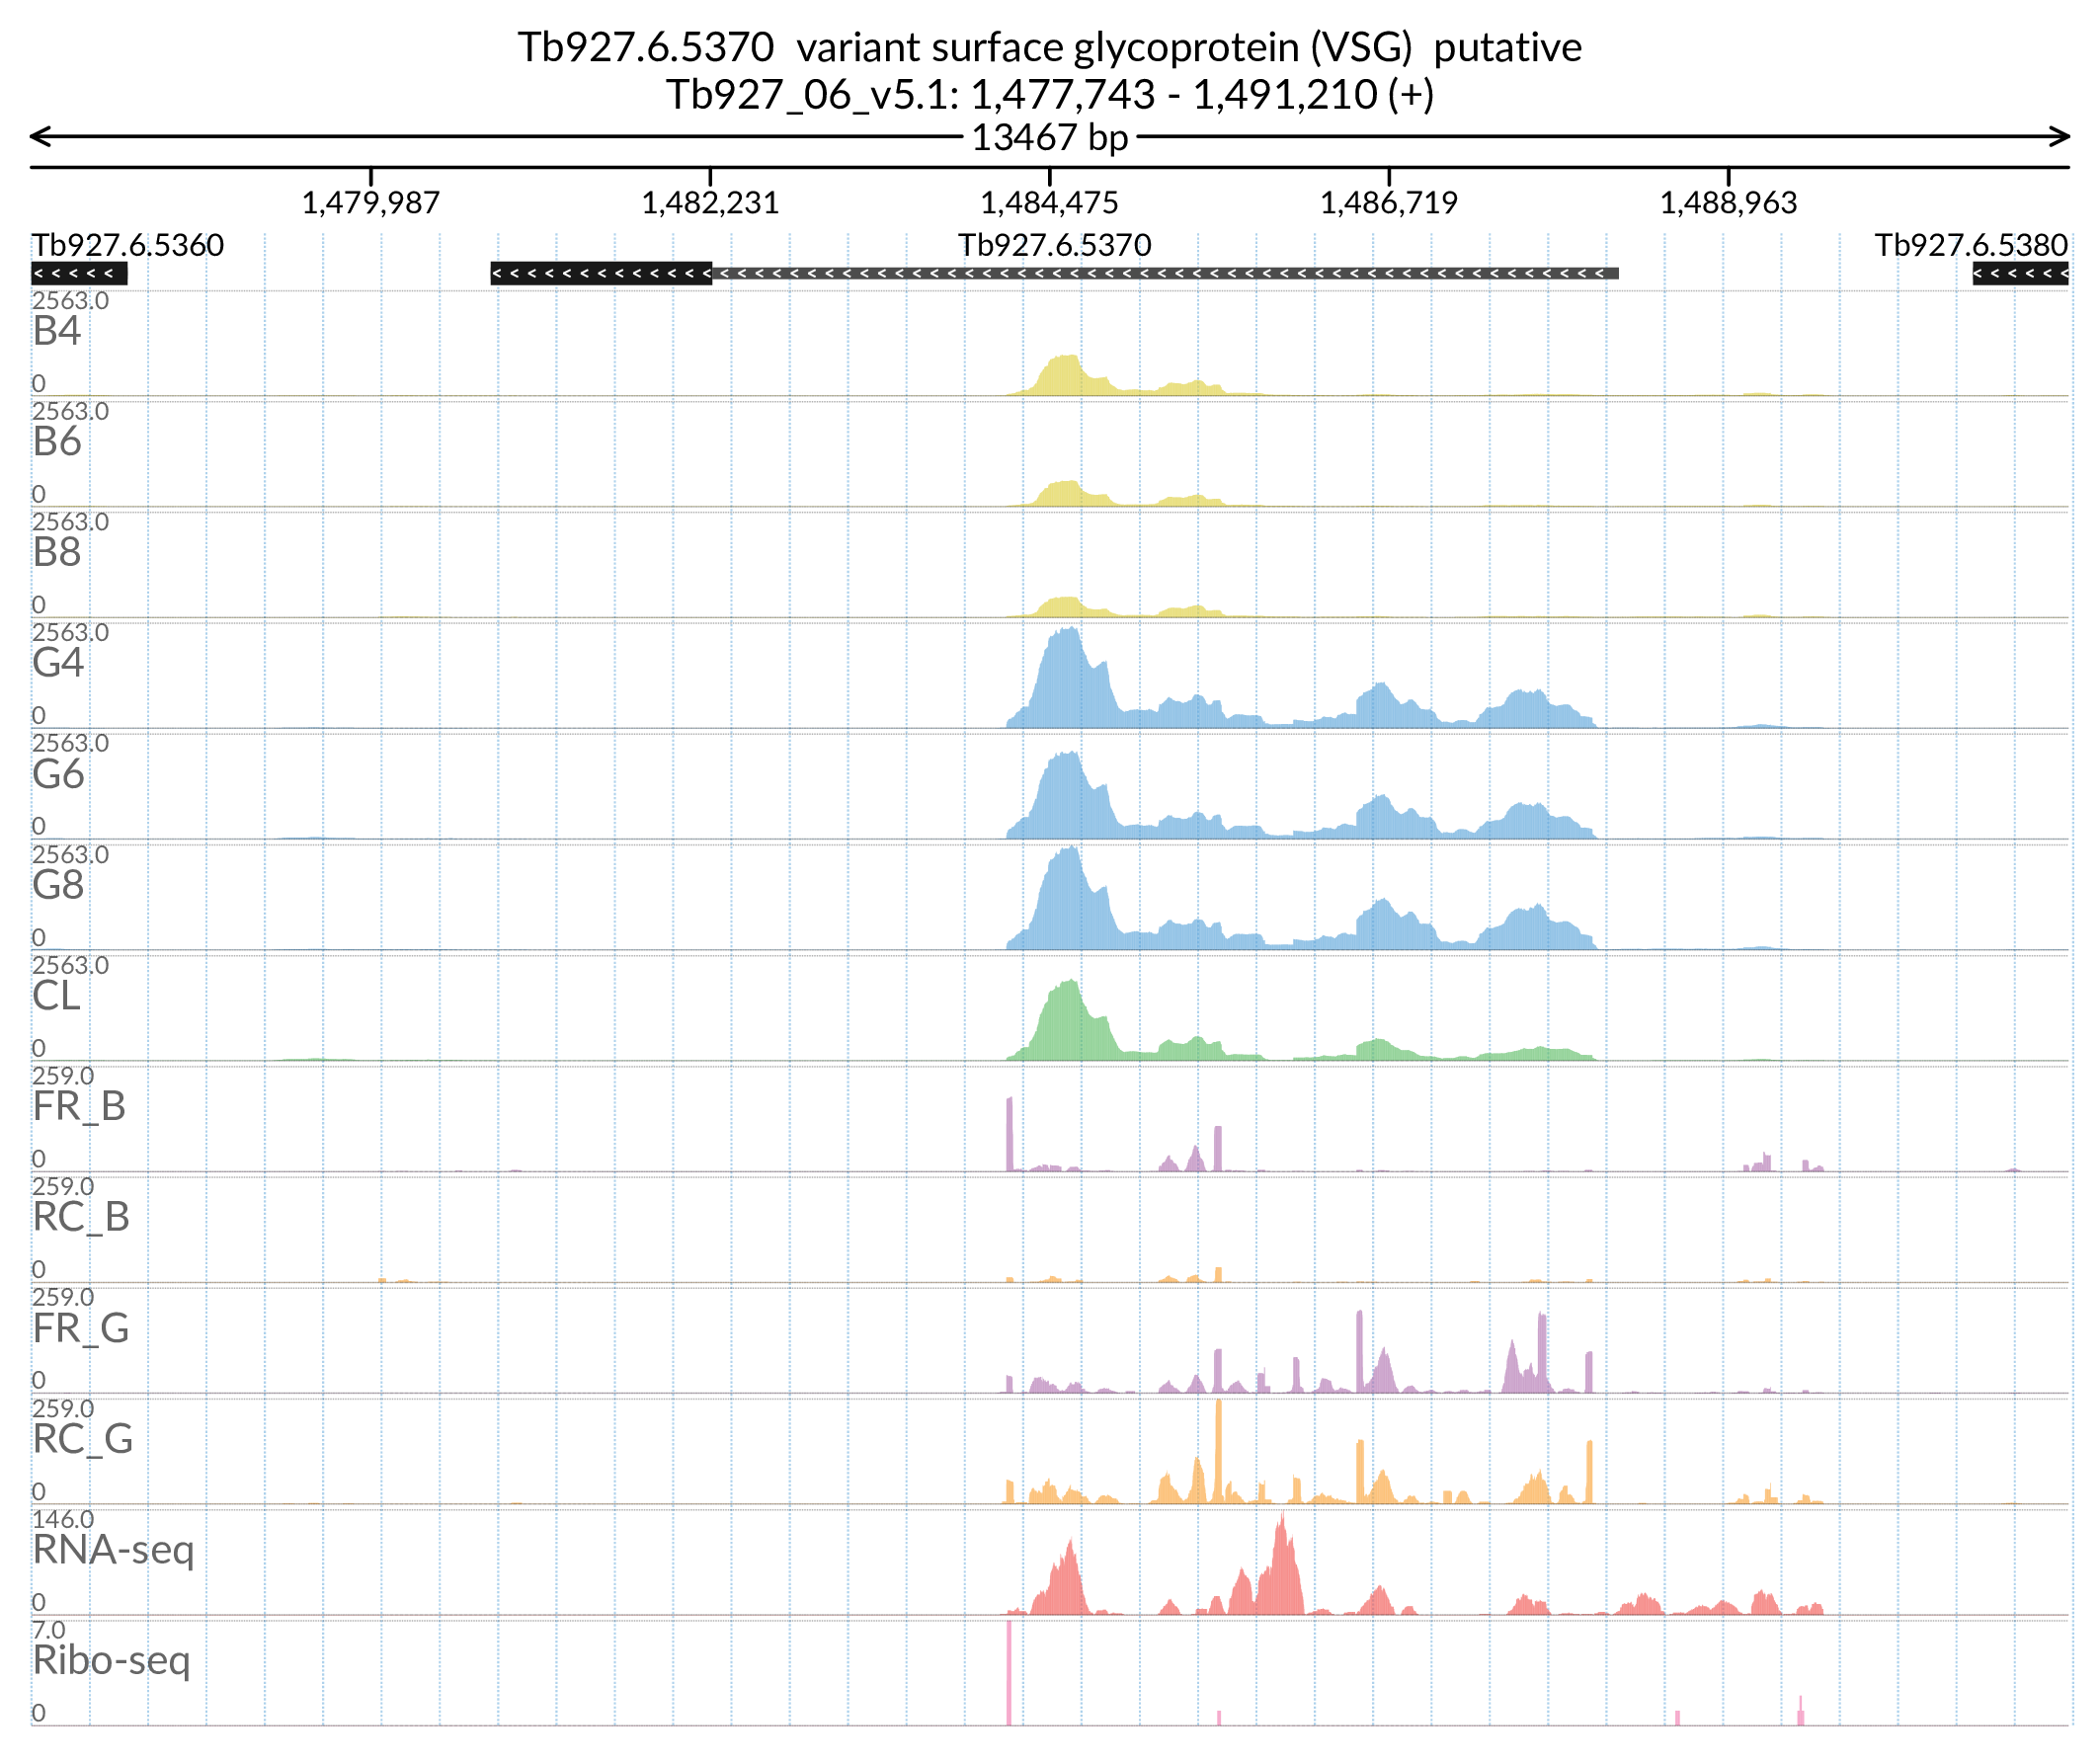 Tb927.6.5370 variant surface glycoprotein (VSG) putative
Tb927_06_v5.1: 1,477,743 - 1,491,210 (+)
13467 bp
1,479,987 1,482,231 1,484,475 1,486,719 1,488,963
Tb927.6.5360 Tb927.6.5370 Tb927.6.5380
2563.0
B4
0
2563.0
B6
0
2563.0
B8
0
2563.0
G4
0
2563.0
G6
0
2563.0
G8
0
2563.0
CL
0
259.0
FR_B
0
259.0
RC_B
0
259.0
FR_G
0
259.0
RC_G
0
146.0
RNA-seq
0
7.0
Ribo-seq
0